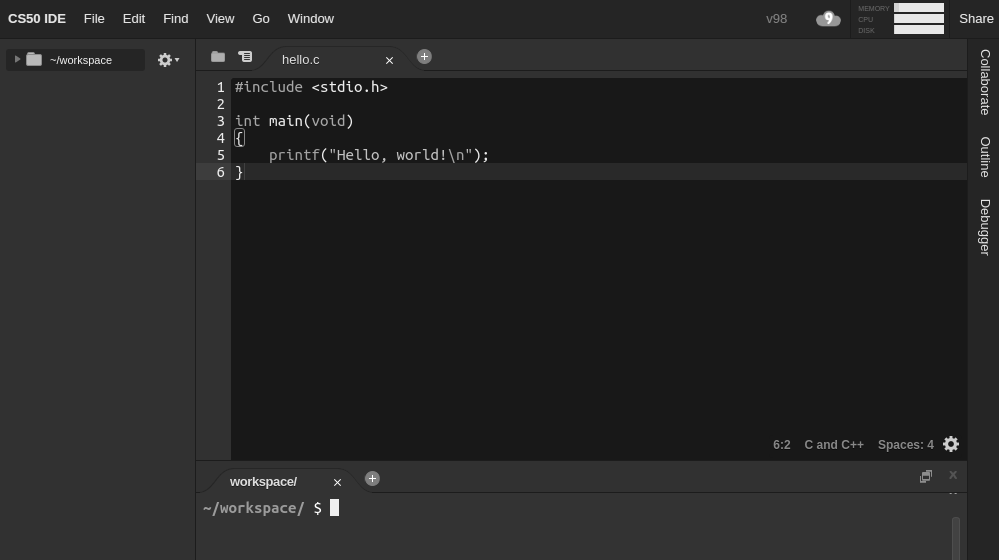 CS50 IDE File Edit Find View Go Window v98 9 MEMORY CPU DISK Share
~/workspace
hello.c
1 #include <stdio.h>
2
3 int main(void)
4 {
5     printf("Hello, world!\n");
6 }
6:2 C and C++ Spaces: 4
Collaborate
Outline
Debugger
workspace/
~/workspace/ $